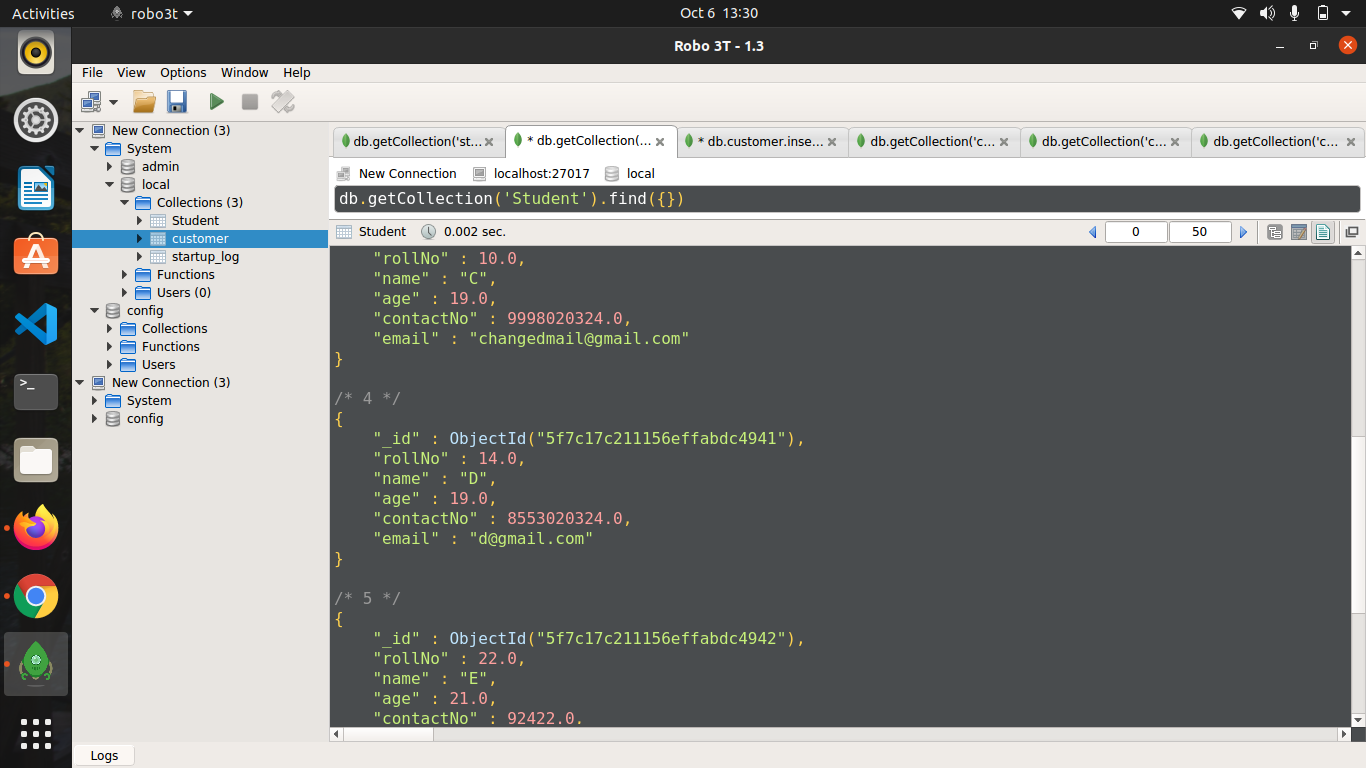 Activities robo3t Oct 6 13:30
Robo 3T - 1.3
File View Options Window Help
New Connection (3)
System
admin
local
Collections (3)
Student
customer
startup_log
Functions
Users (0)
config
Collections
Functions
Users
New Connection (3)
System
config
db.getCollection('st... * db.getCollection(... * db.customer.inse... db.getCollection('c... db.getCollection('c... db.getCollection('c...
New Connection localhost:27017 local
db.getCollection('Student').find({})
Student 0.002 sec. 0 50
"rollNo" : 10.0,
"name" : "C",
"age" : 19.0,
"contactNo" : 9998020324.0,
"email" : "changedmail@gmail.com"
}
/* 4 */
{
"_id" : ObjectId("5f7c17c211156effabdc4941"),
"rollNo" : 14.0,
"name" : "D",
"age" : 19.0,
"contactNo" : 8553020324.0,
"email" : "d@gmail.com"
}
/* 5 */
{
"_id" : ObjectId("5f7c17c211156effabdc4942"),
"rollNo" : 22.0,
"name" : "E",
"age" : 21.0,
"contactNo" : 92422.0,
Logs